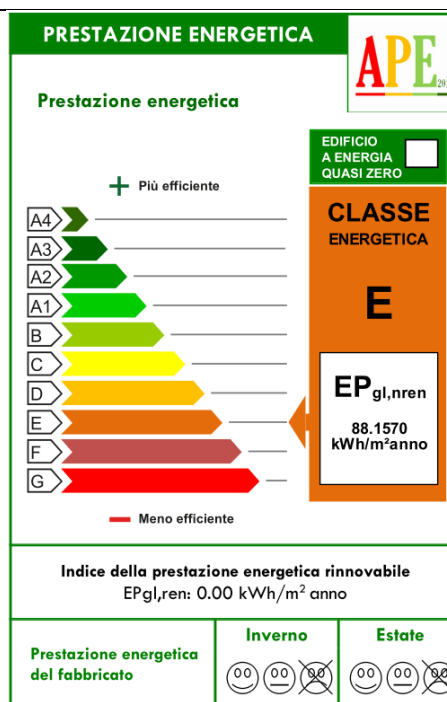 PRESTAZIONE ENERGETICA
APE
Prestazione energetica
EDIFICIO
A ENERGIA
QUASI ZERO
+ Più efficiente
CLASSE
ENERGETICA
E
A4
A3
A2
A1
B
C
D
E
F
G
EPgl,nren
88.1570
kWh/m²anno
Meno efficiente
Indice della prestazione energetica rinnovabile
EPgl,ren: 0.00 kWh/m² anno
Prestazione energetica
del fabbricato
Inverno
Estate